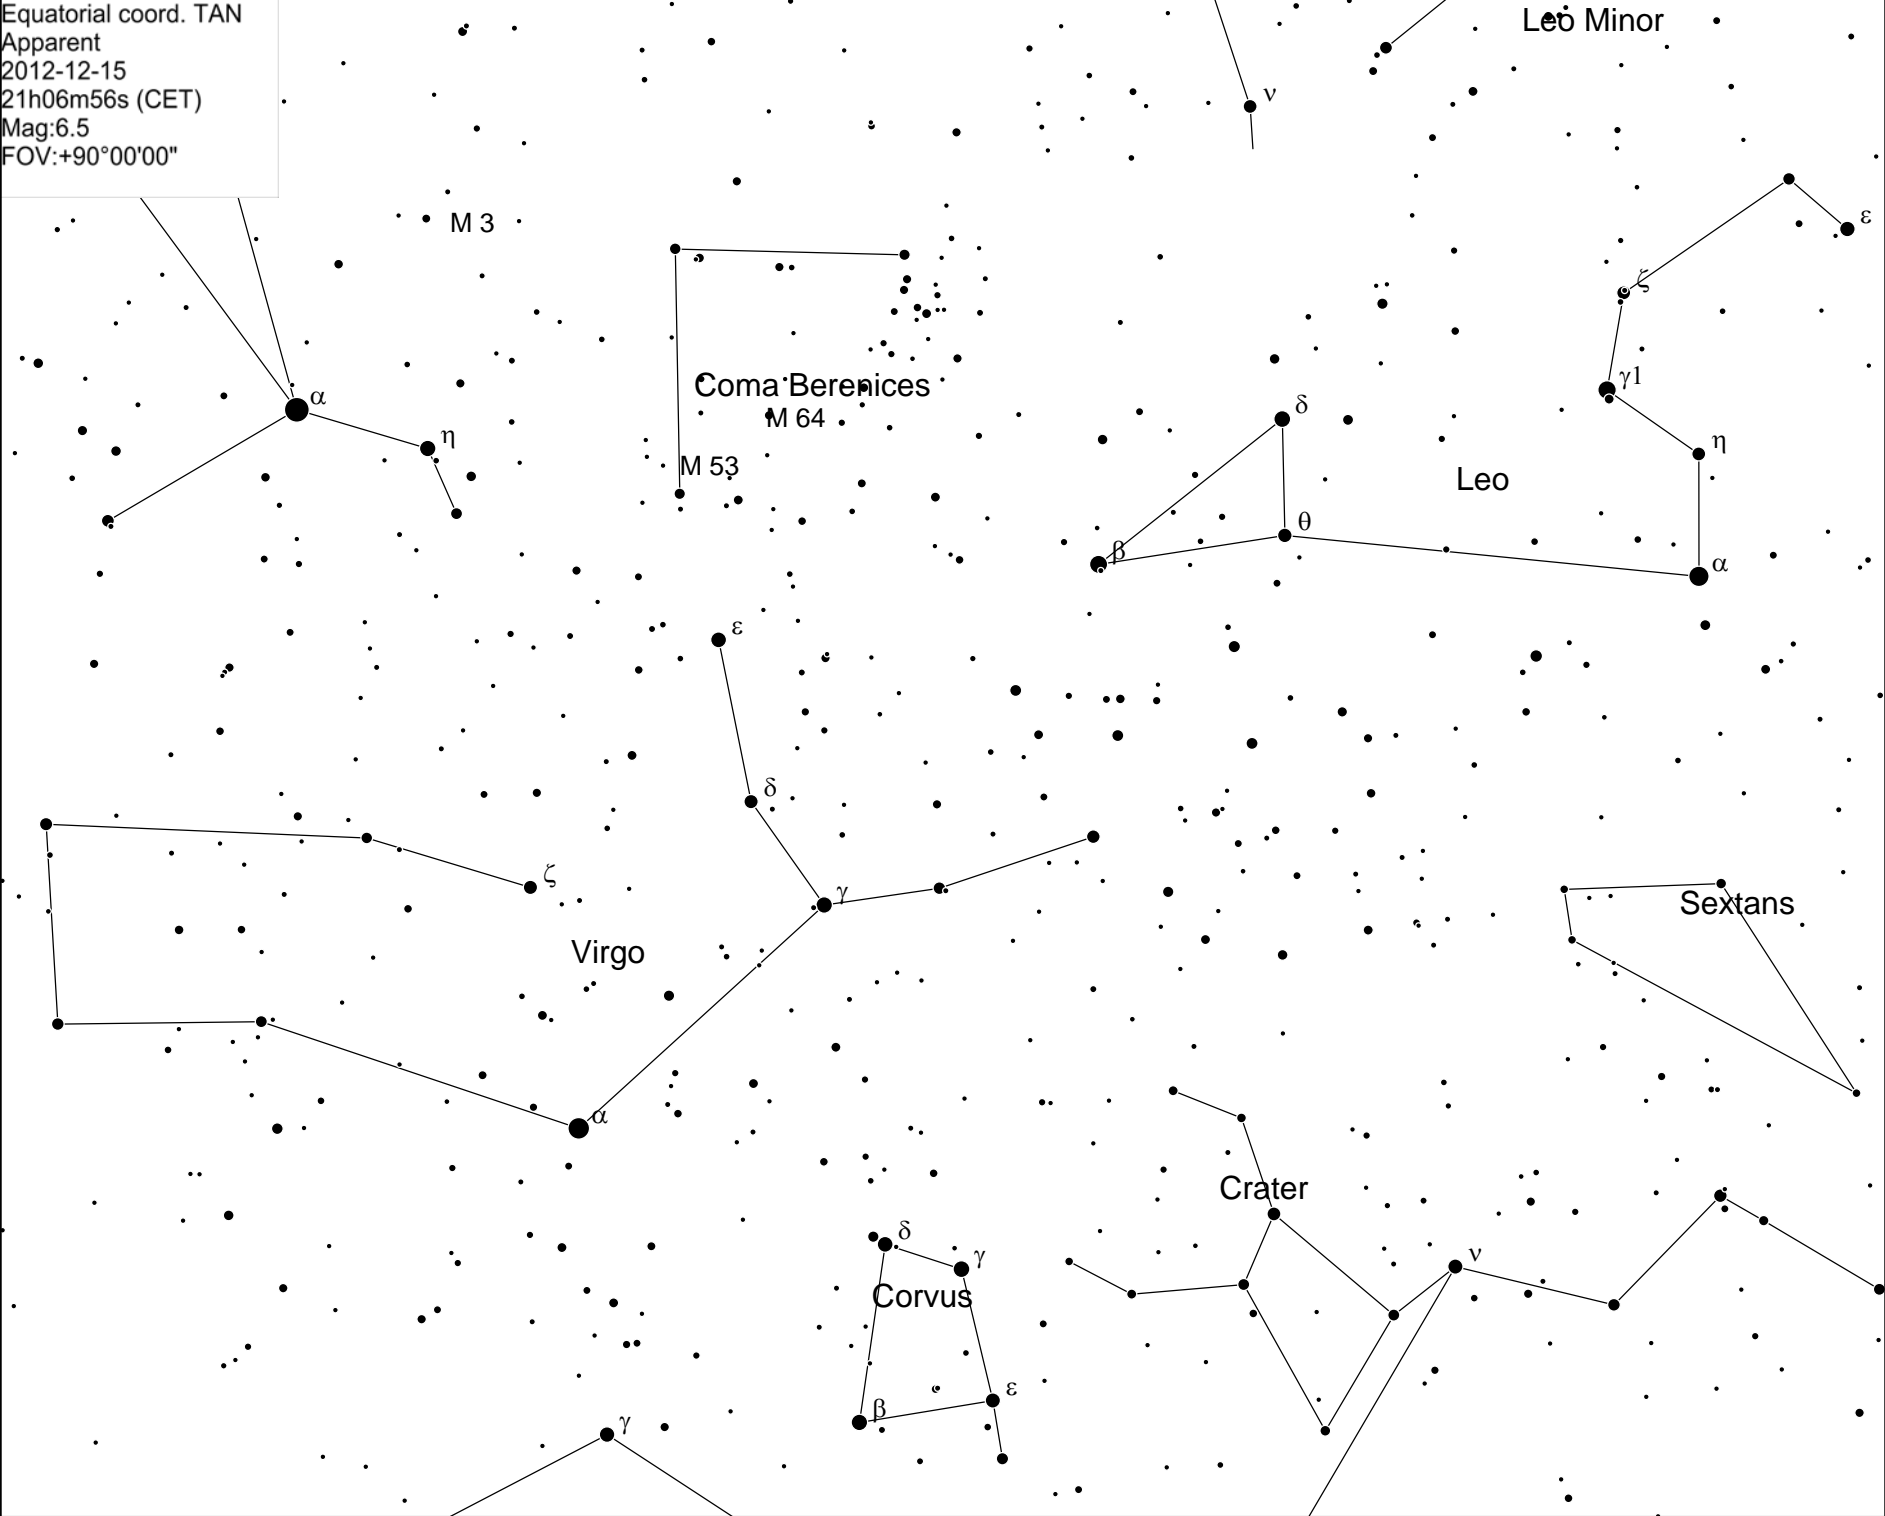 Equatorial coord. TAN
Apparent
2012-12-15
21h06m56s (CET)
Mag:6.5
FOV:+90°00'00"
Leo Minor
ν
M 3
ε
ζ
γ1
Coma Berenices
α
δ
M 64
η
η
M 53
Leo
θ
β
α
ε
δ
ζ
γ
Sextans
Virgo
α
Crater
δ
γ
ν
Corvus
ε
β
γ